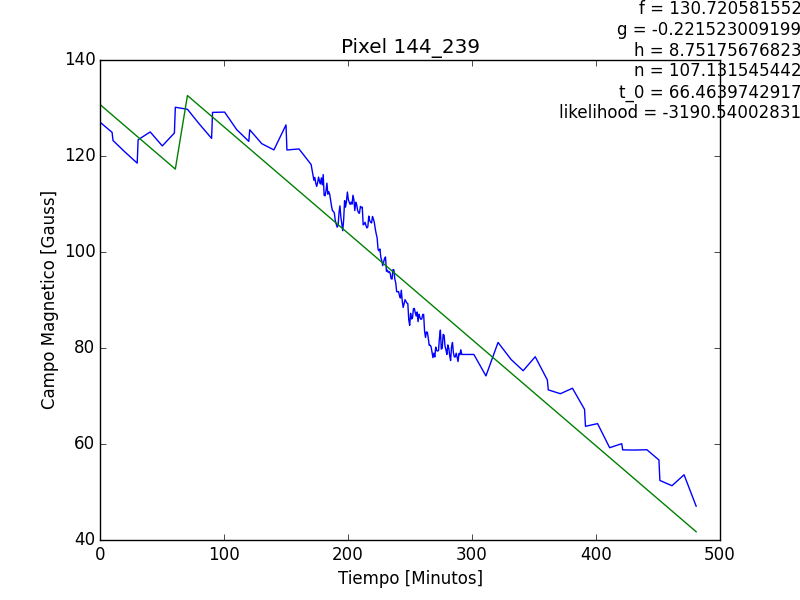 f = 130.720581552
g = -0.221523009199
h = 8.75175676823
n = 107.131545442
t_0 = 66.4639742917
likelihood = -3190.54002831
Pixel 144_239
140
120
100
80
60
40
Campo Magnetico [Gauss]
0 100 200 300 400 500
Tiempo [Minutos]